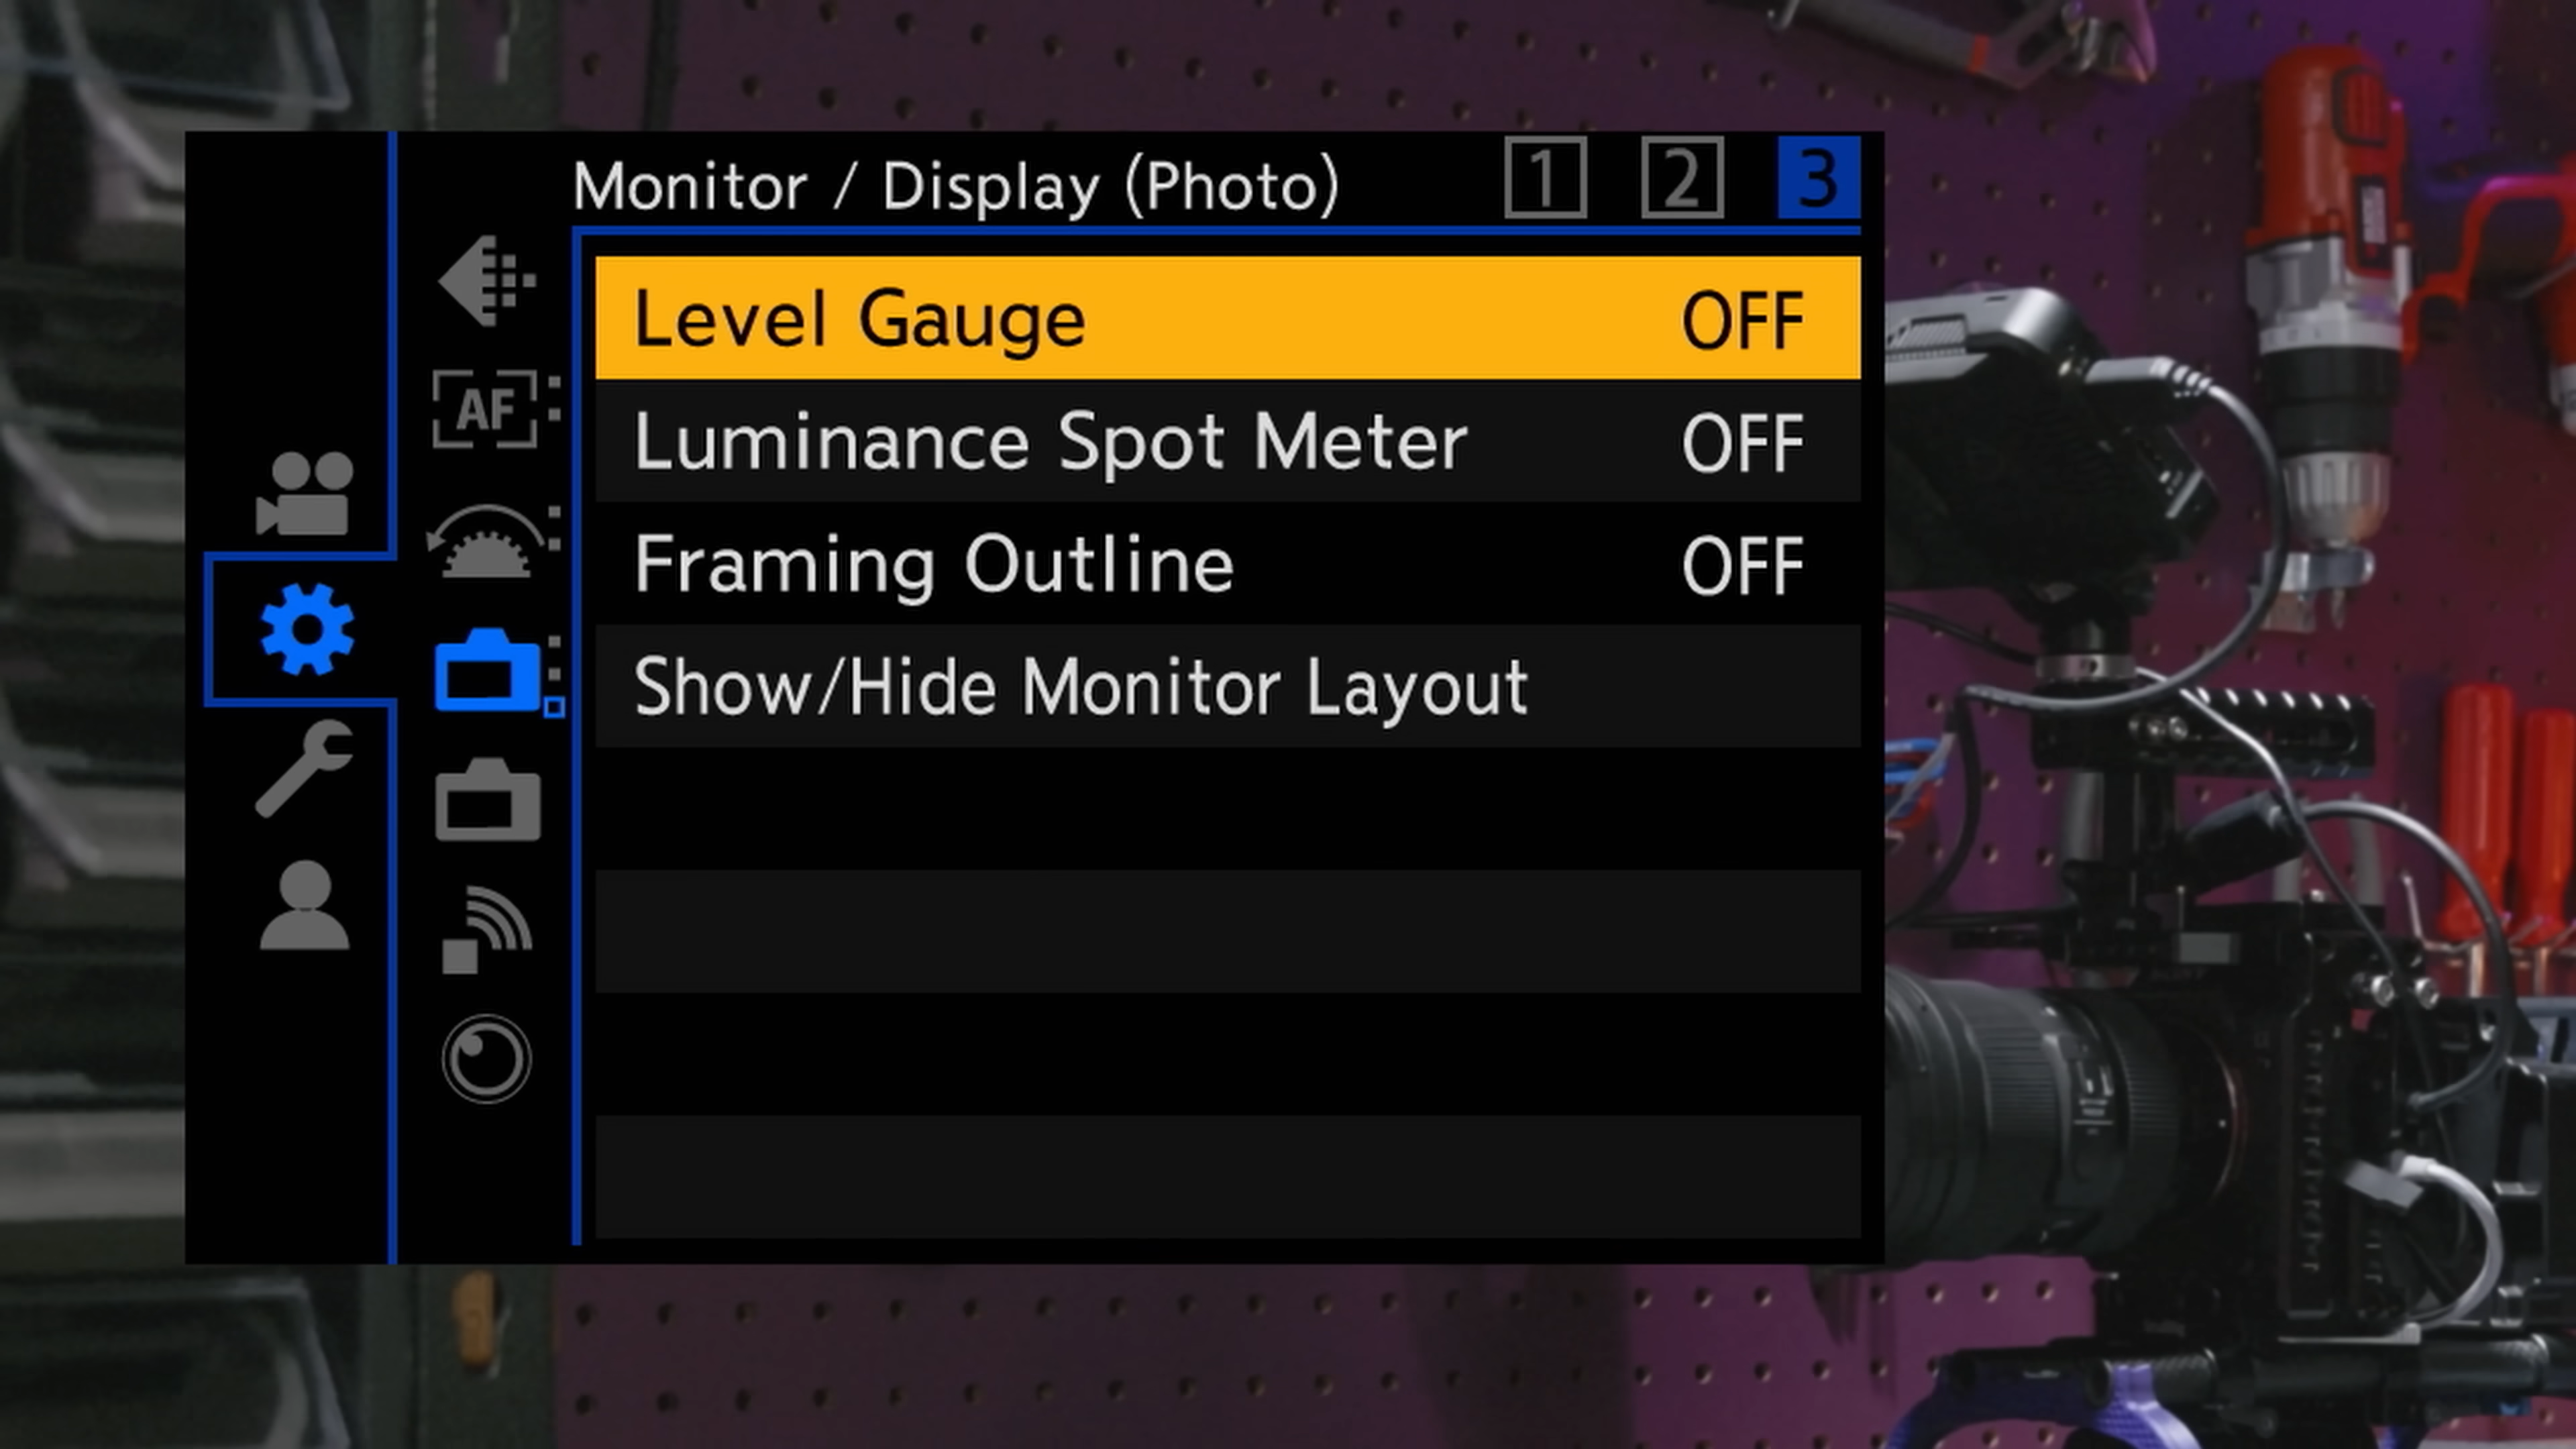 Monitor / Display (Photo) 1 2 3
Level Gauge OFF
AF
Luminance Spot Meter OFF
Framing Outline OFF
Show/Hide Monitor Layout